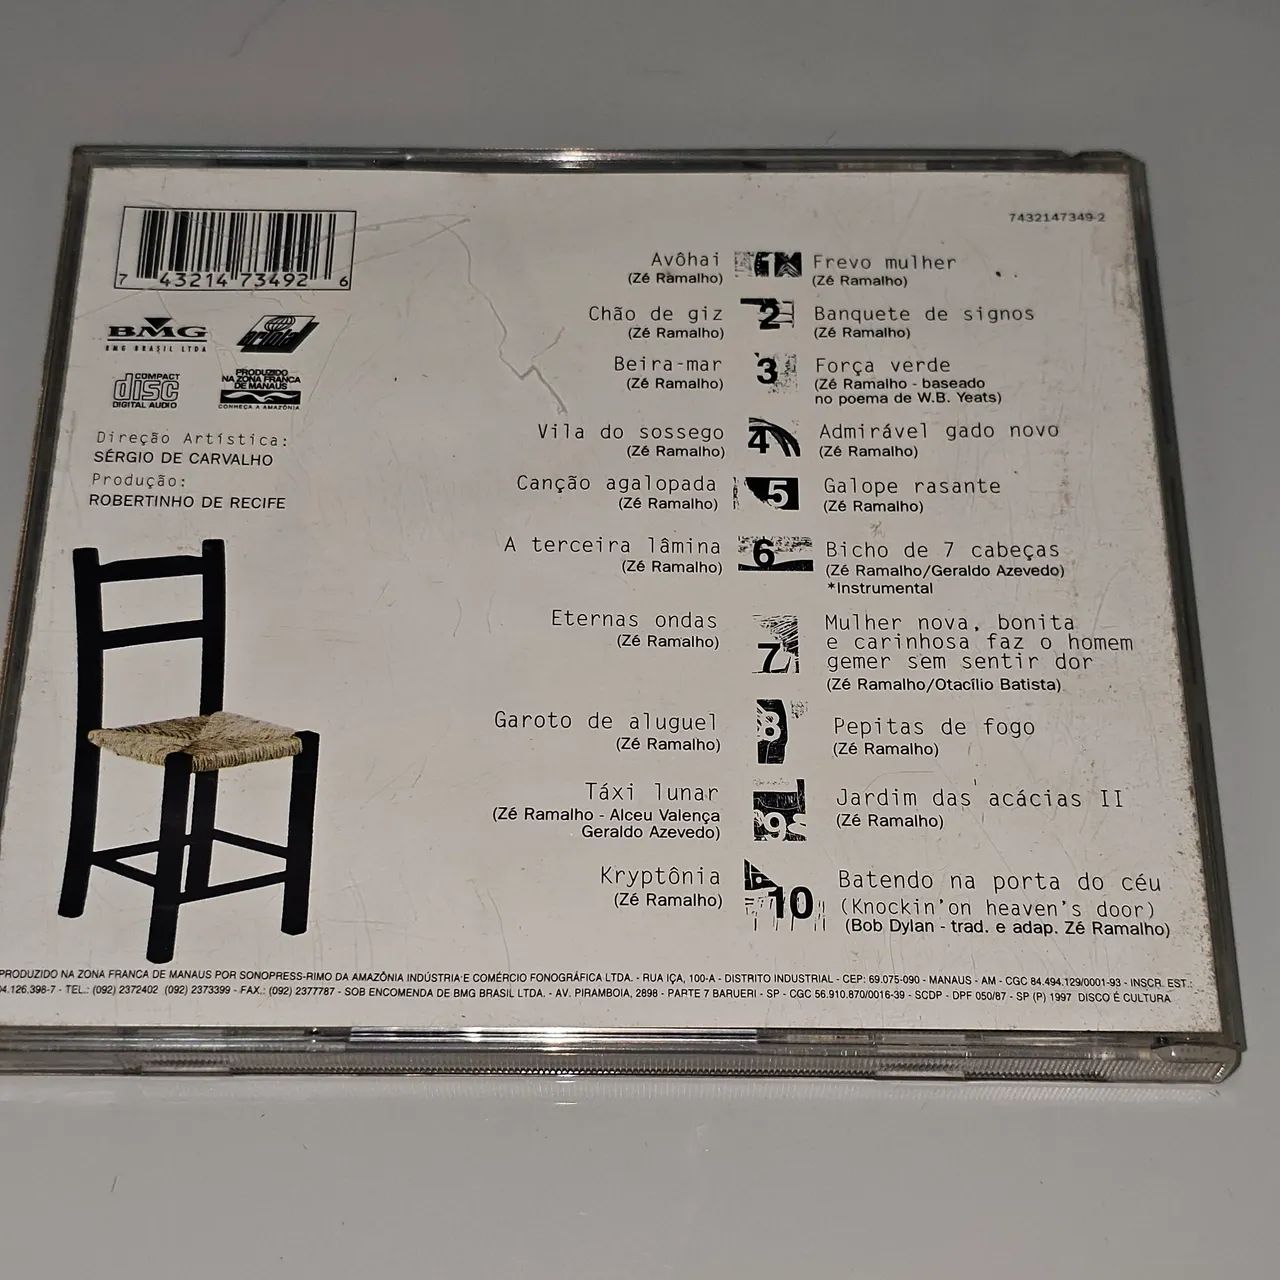 7 43214 73492 6
BMG
BMG BRASIL LTDA
ariola
COMPACT
disc
DIGITAL AUDIO
PRODUZIDO
NA ZONA FRANCA
DE MANAUS
CONHEÇA A AMAZÔNIA
Direção Artística:
SÉRGIO DE CARVALHO
Produção:
ROBERTINHO DE RECIFE
7432147349-2
Avôhai 1 Frevo mulher
(Zé Ramalho) (Zé Ramalho)
Chão de giz 2 Banquete de signos
(Zé Ramalho) (Zé Ramalho)
Beira-mar 3 Força verde
(Zé Ramalho) (Zé Ramalho - baseado
no poema de W.B. Yeats)
Vila do sossego 4 Admirável gado novo
(Zé Ramalho) (Zé Ramalho)
Canção agalopada 5 Galope rasante
(Zé Ramalho) (Zé Ramalho)
A terceira lâmina 6 Bicho de 7 cabeças
(Zé Ramalho) (Zé Ramalho/Geraldo Azevedo)
*Instrumental
Eternas ondas 7 Mulher nova, bonita
(Zé Ramalho) e carinhosa faz o homem
gemer sem sentir dor
(Zé Ramalho/Otacílio Batista)
Garoto de aluguel 8 Pepitas de fogo
(Zé Ramalho) (Zé Ramalho)
Táxi lunar 9 Jardim das acácias II
(Zé Ramalho - Alceu Valença (Zé Ramalho)
Geraldo Azevedo)
Kryptônia 10 Batendo na porta do céu
(Zé Ramalho) (Knockin'on heaven's door)
(Bob Dylan - trad. e adap. Zé Ramalho)
PRODUZIDO NA ZONA FRANCA DE MANAUS POR SONOPRESS-RIMO DA AMAZÔNIA INDÚSTRIA E COMÉRCIO FONOGRÁFICA LTDA. - RUA IÇA, 100-A - DISTRITO INDUSTRIAL - CEP: 69.075-090 - MANAUS - AM - CGC 84.494.129/0001-93 - INSCR. EST.:
04.126.398-7 - TEL.: (092) 2372402 (092) 2373399 - FAX.: (092) 2377787 - SOB ENCOMENDA DE BMG BRASIL LTDA. - AV. PIRAMBOIA, 2898 - PARTE 7 BARUERI - SP - CGC 56.910.870/0016-39 - SCDP - DPF 050/87 - SP (P) 1997 DISCO É CULTURA